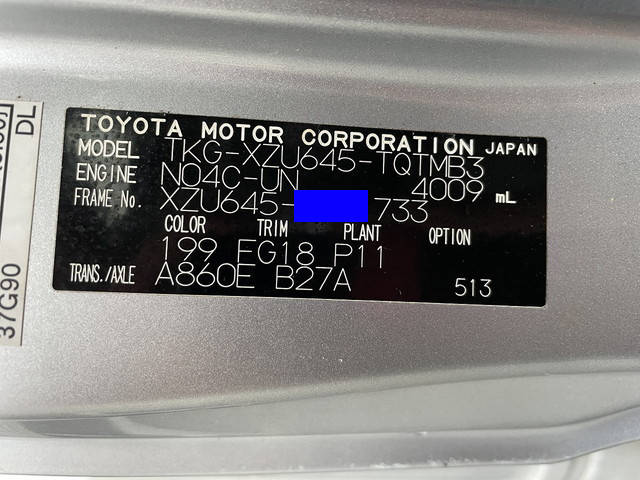 TOYOTA MOTOR CORPORATION JAPAN
MODEL TKG-XZU645-TQTMB3
ENGINE N04C-UN 4009 mL
FRAME No. XZU645- 733
COLOR TRIM PLANT OPTION
199 FG18 P11
TRANS./AXLE A860E B27A 513
DL
37G90